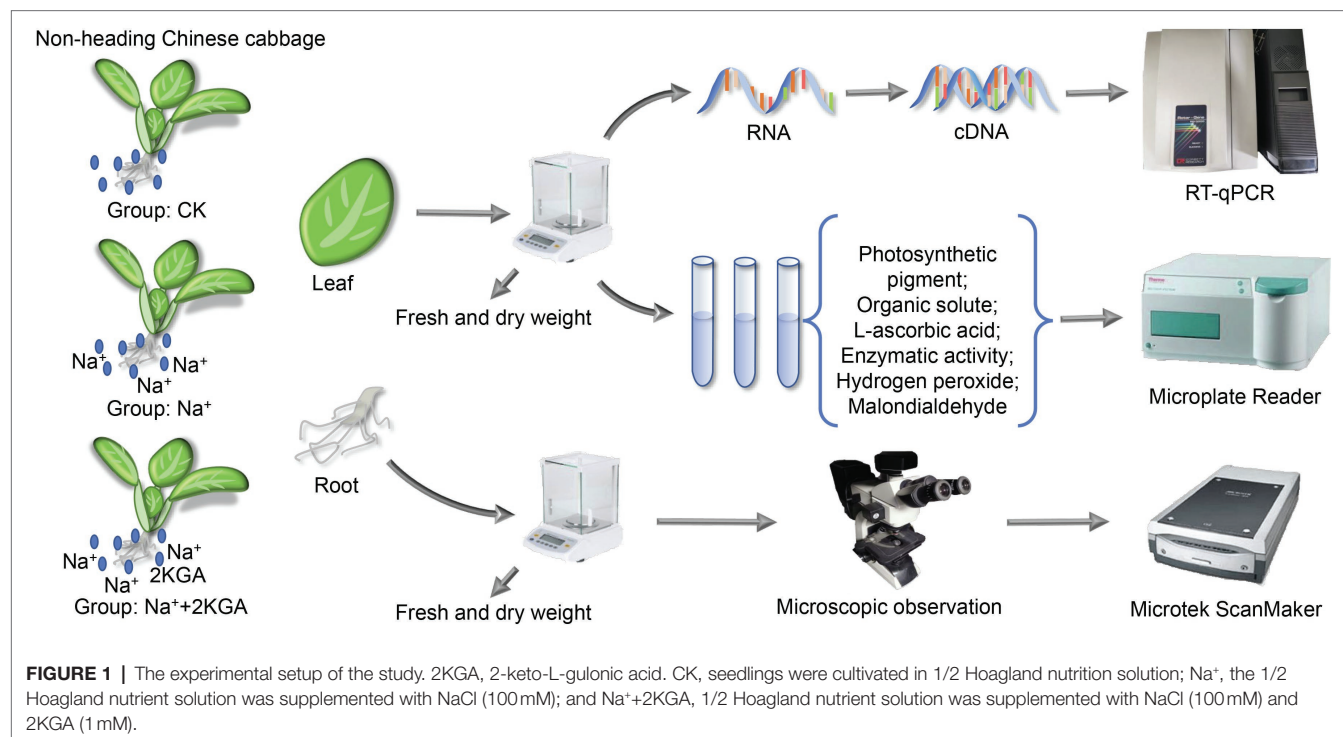 Non-heading Chinese cabbage
Group: CK
Na⁺
Na⁺
Na⁺
Group: Na⁺
Na⁺
Na⁺
Na⁺
2KGA
Group: Na⁺+2KGA
Leaf
Fresh and dry weight
RNA
cDNA
RT-qPCR
Photosynthetic
pigment;
Organic solute;
L-ascorbic acid;
Enzymatic activity;
Hydrogen peroxide;
Malondialdehyde
Microplate Reader
Root
Fresh and dry weight
Microscopic observation
Microtek ScanMaker
FIGURE 1 | The experimental setup of the study. 2KGA, 2-keto-L-gulonic acid. CK, seedlings were cultivated in 1/2 Hoagland nutrition solution; Na⁺, the 1/2
Hoagland nutrient solution was supplemented with NaCl (100 mM); and Na⁺+2KGA, 1/2 Hoagland nutrient solution was supplemented with NaCl (100 mM) and
2KGA (1 mM).